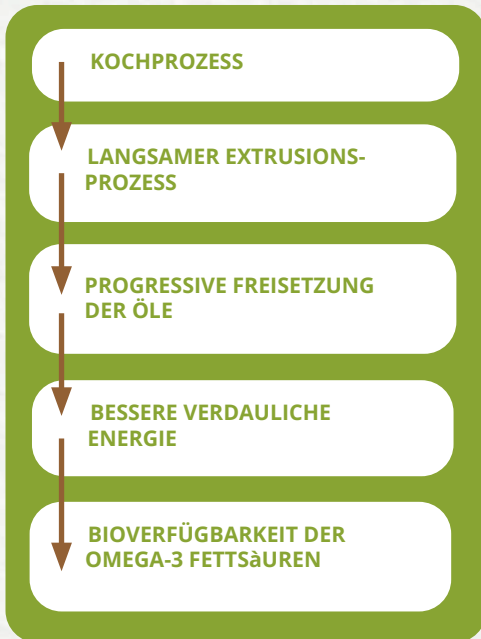 KOCHPROZESS
LANGSAMER EXTRUSIONS-
PROZESS
PROGRESSIVE FREISETZUNG
DER ÖLE
BESSERE VERDAULICHE
ENERGIE
BIOVERFÜGBARKEIT DER
OMEGA-3 FETTSàUREN